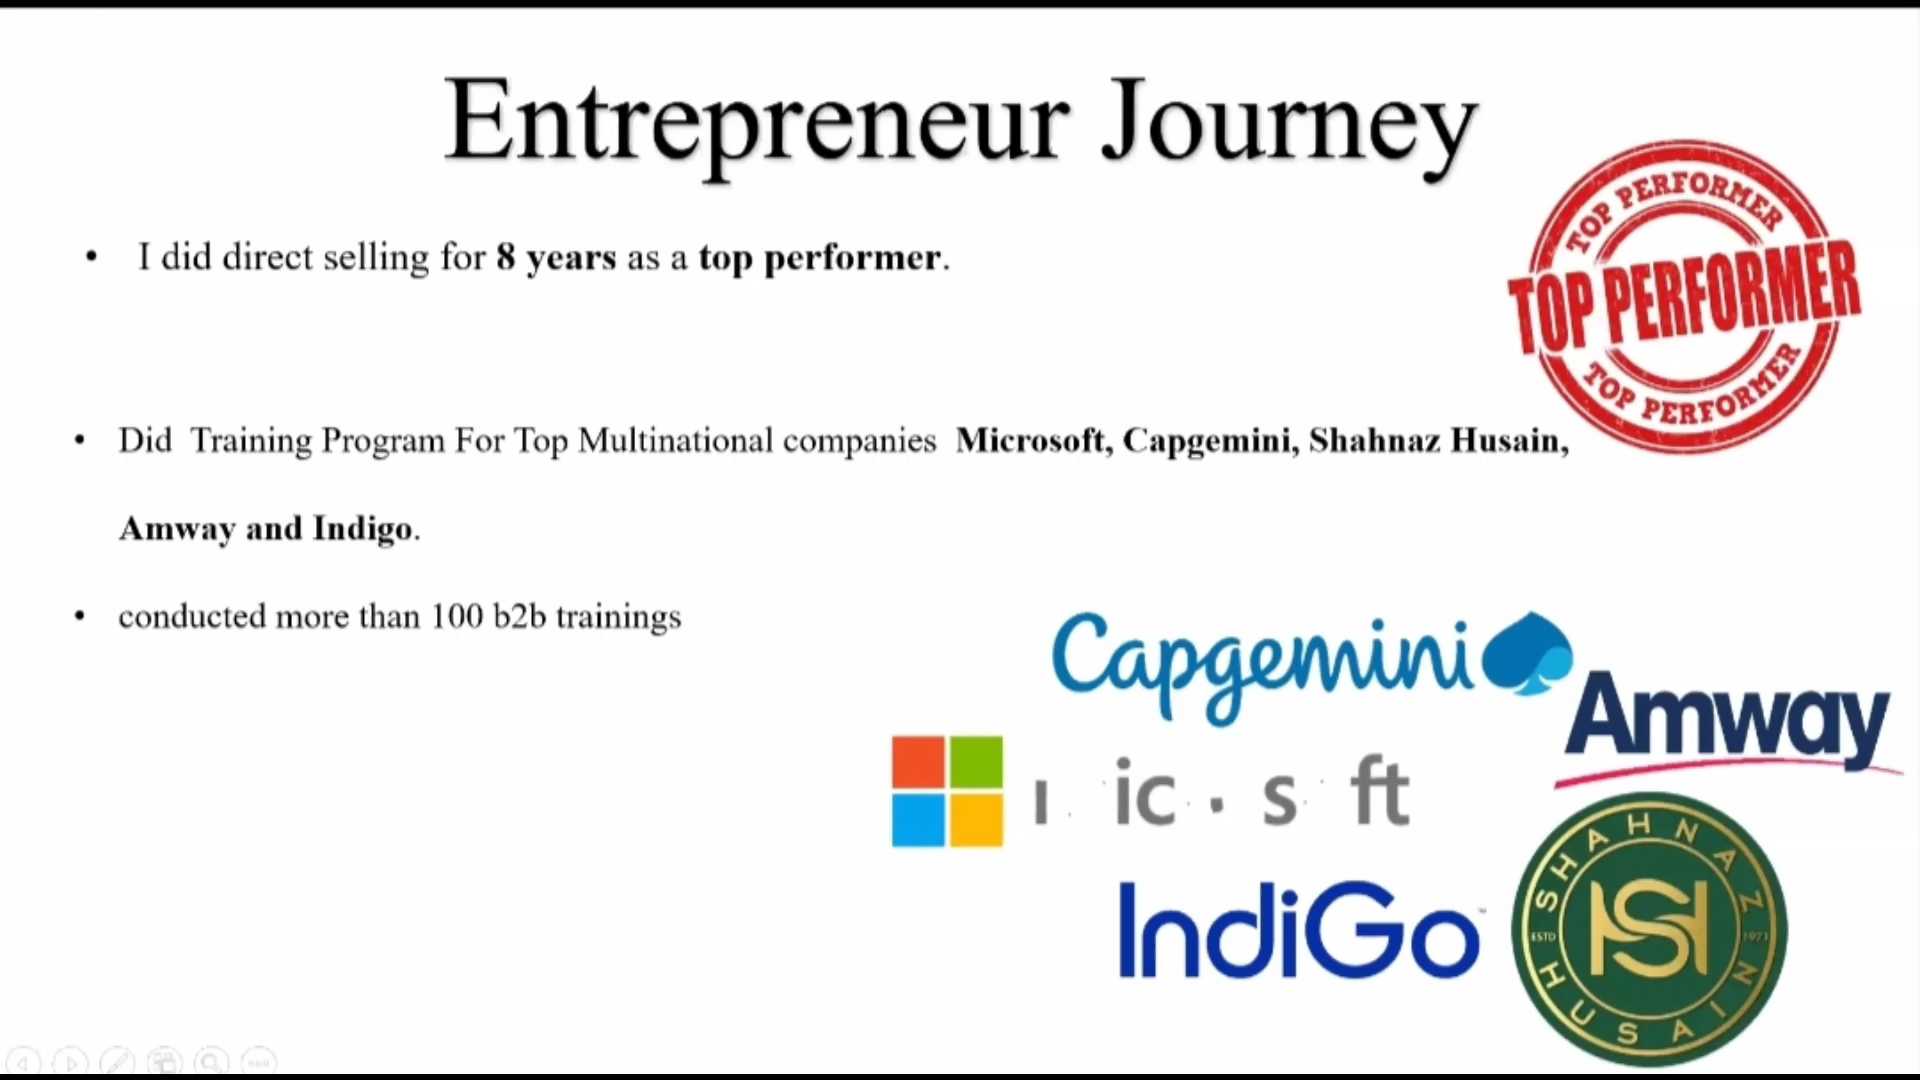 Entrepreneur Journey
• I did direct selling for 8 years as a top performer.
TOP PERFORMER
TOP PERFORMER
TOP PERFORMER
• Did Training Program For Top Multinational companies Microsoft, Capgemini, Shahnaz Husain,
Amway and Indigo.
• conducted more than 100 b2b trainings
Capgemini
Amway
ic s ft
IndiGo
SHAHNAZ
ESTD 1971
HUSAIN